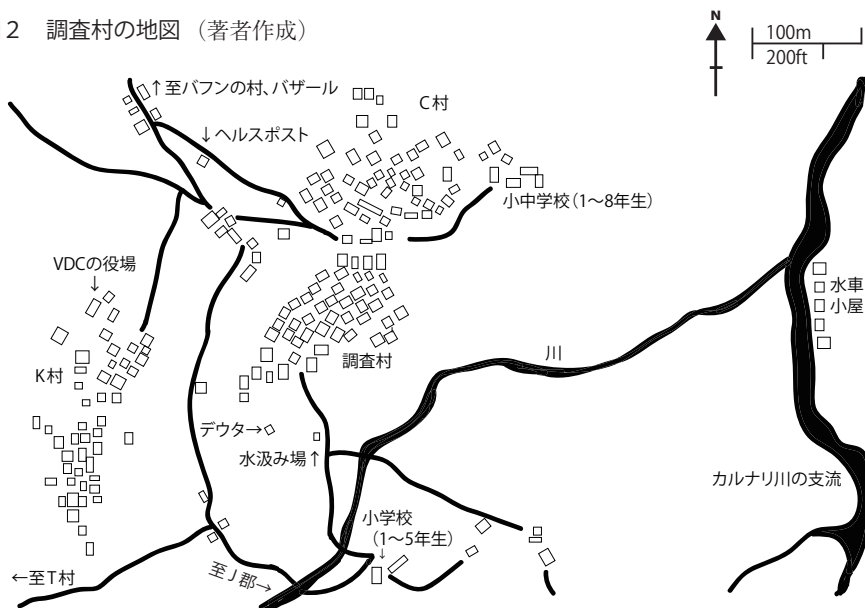 2 調査村の地図（著者作成）
N
100m
200ft
↑至バフンの村、バザール
C村
↓ヘルスポスト
小中学校（1〜8年生）
VDCの役場
↓
水車
小屋
K村
調査村
川
デウタ→
水汲み場↑
カルナリ川の支流
小学校
（1〜5年生）
↓
至J郡→
←至T村